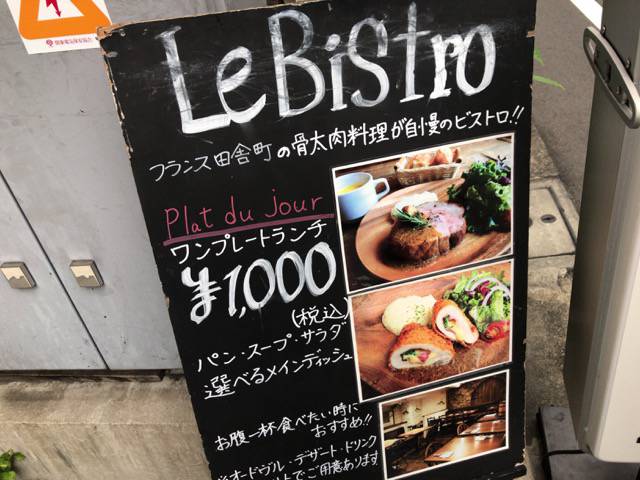 Le Bistro
フランス田舎町の骨太肉料理が自慢のビストロ!!
Plat du jour
ワンプレートランチ
¥1,000
(税込)
パン・スープ・サラダ
選べるメインディッシュ
お腹一杯食べたい時に
おすすめ!!
※オードヴル・デザート・ドリンク
トでご用意あります